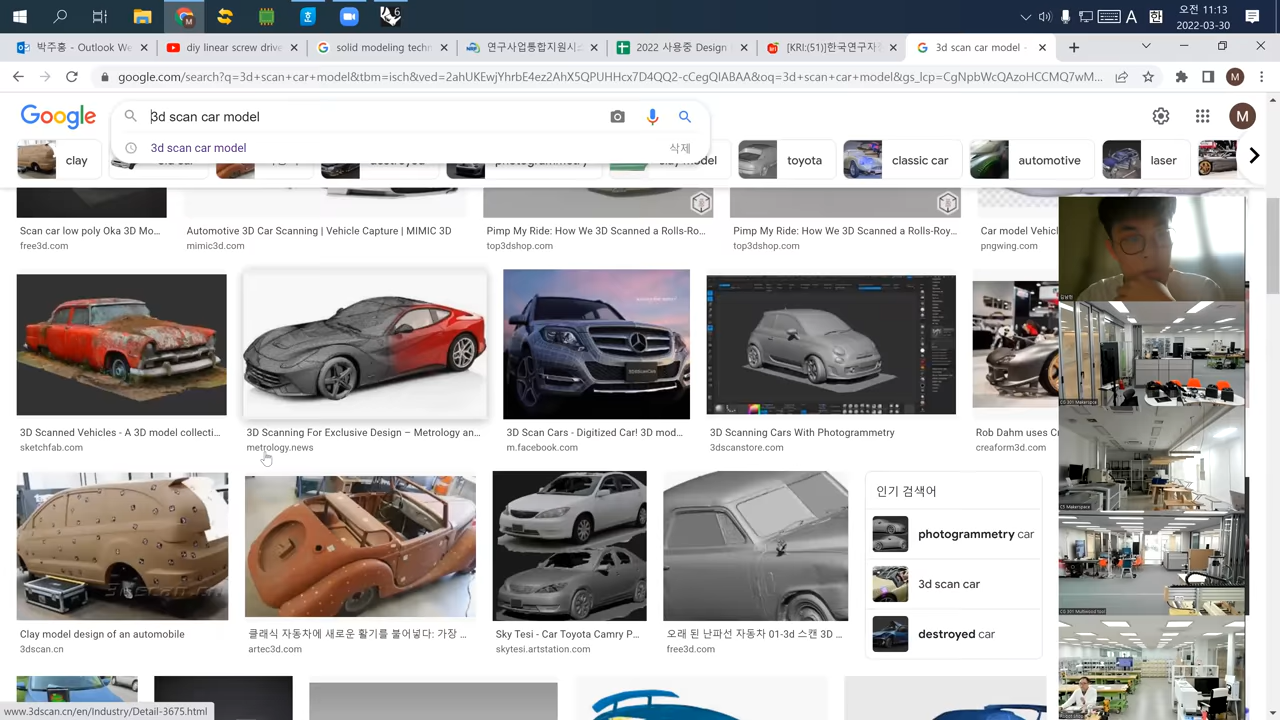 오전 11:13
2022-03-30
A 한
박주홍 - Outlook We
diy linear screw drive
solid modeling techn
연구사업통합지원시스
2022 사용중 Design
[KRI:(51)]한국연구자
3d scan car model -
google.com/search?q=3d+scan+car+model&tbm=isch&ved=2ahUKEwjYhrbE4ez2AhX5QPUHHcx7D4QQ2-cCegQIABAA&oq=3d+scan+car+model&gs_lcp=CgNpbWcQAzoHCCMQ7wM...
M
Google
3d scan car model
3d scan car model
삭제
M
clay
toyota
classic car
automotive
laser
Scan car low poly Oka 3D Mo...
free3d.com
Automotive 3D Car Scanning | Vehicle Capture | MIMIC 3D
mimic3d.com
Pimp My Ride: How We 3D Scanned a Rolls-Ro...
top3dshop.com
Pimp My Ride: How We 3D Scanned a Rolls-Roy...
top3dshop.com
Car model Vehicl
pngwing.com
3D Scanned Vehicles - A 3D model collecti...
sketchfab.com
3D Scanning For Exclusive Design – Metrology an...
metrology.news
3D Scan Cars - Digitized Car! 3D mod...
m.facebook.com
3D Scanning Cars With Photogrammetry
3dscanstore.com
Rob Dahm uses Cr
creaform3d.com
Clay model design of an automobile
3dscan.cn
클래식 자동차에 새로운 활기를 불어넣다: 가장 ...
artec3d.com
Sky Tesi - Car Toyota Camry P...
skytesi.artstation.com
오래 된 난파선 자동차 01-3d 스캔 3D ...
free3d.com
인기 검색어
photogrammetry car
3d scan car
destroyed car
www.3dscan.cn/en/Industry/Detail-3675.html